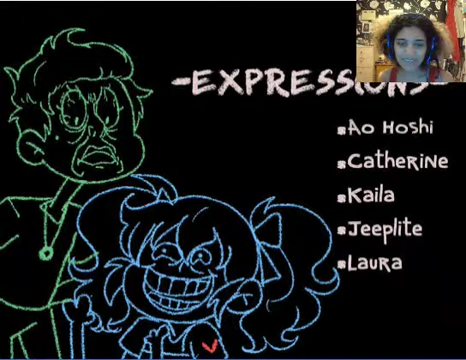 -EXPRESSIONS-
Ao Hoshi
Catherine
Kaila
Jeeplite
Laura